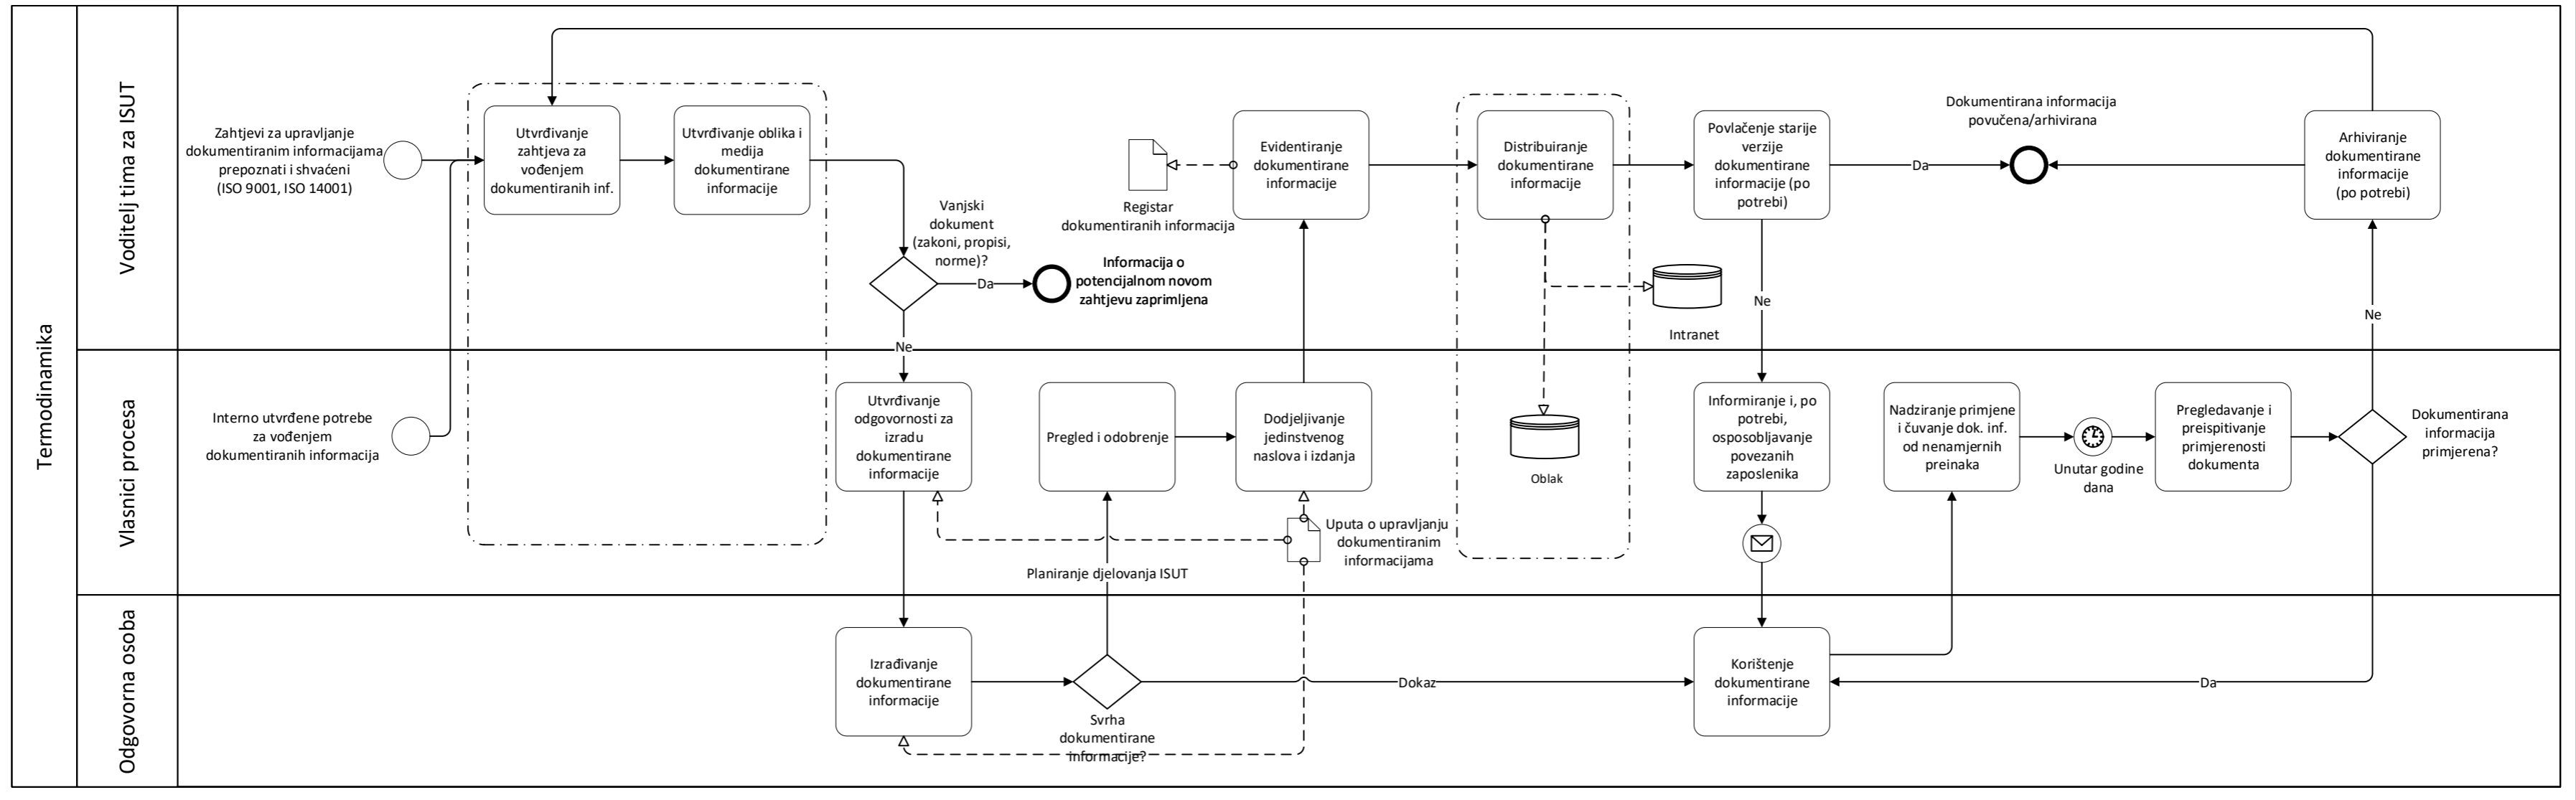 Termodinamika
Voditelj tima za ISUT
Zahtjevi za upravljanje
dokumentiranim informacijama
prepoznati i shvaćeni
(ISO 9001, ISO 14001)
Utvrđivanje
zahtjeva za
vođenjem
dokumentiranih inf.
Utvrđivanje oblika i
medija
dokumentirane
informacije
Vanjski
dokument
(zakoni, propisi,
norme)?
Da
Informacija o
potencijalnom novom
zahtjevu zaprimljena
Ne
Registar
dokumentiranih informacija
Evidentiranje
dokumentirane
informacije
Distribuiranje
dokumentirane
informacije
Intranet
Povlačenje starije
verzije
dokumentirane
informacije (po
potrebi)
Da
Ne
Dokumentirana informacija
povučena/arhivirana
Arhiviranje
dokumentirane
informacije
(po potrebi)
Ne
Vlasnici procesa
Interno utvrđene potrebe
za vođenjem
dokumentiranih informacija
Utvrđivanje
odgovornosti za
izradu
dokumentirane
informacije
Pregled i odobrenje
Dodjeljivanje
jedinstvenog
naslova i izdanja
Uputa o upravljanju
dokumentiranim
informacijama
Planiranje djelovanja ISUT
Oblak
Informiranje i, po
potrebi,
osposobljavanje
povezanih
zaposlenika
Nadziranje primjene
i čuvanje dok. inf.
od nenamjernih
preinaka
Unutar godine
dana
Pregledavanje i
preispitivanje
primjerenosti
dokumenta
Dokumentirana
informacija
primjerena?
Odgovorna osoba
Izrađivanje
dokumentirane
informacije
Svrha
dokumentirane
informacije?
Dokaz
Korištenje
dokumentirane
informacije
Da